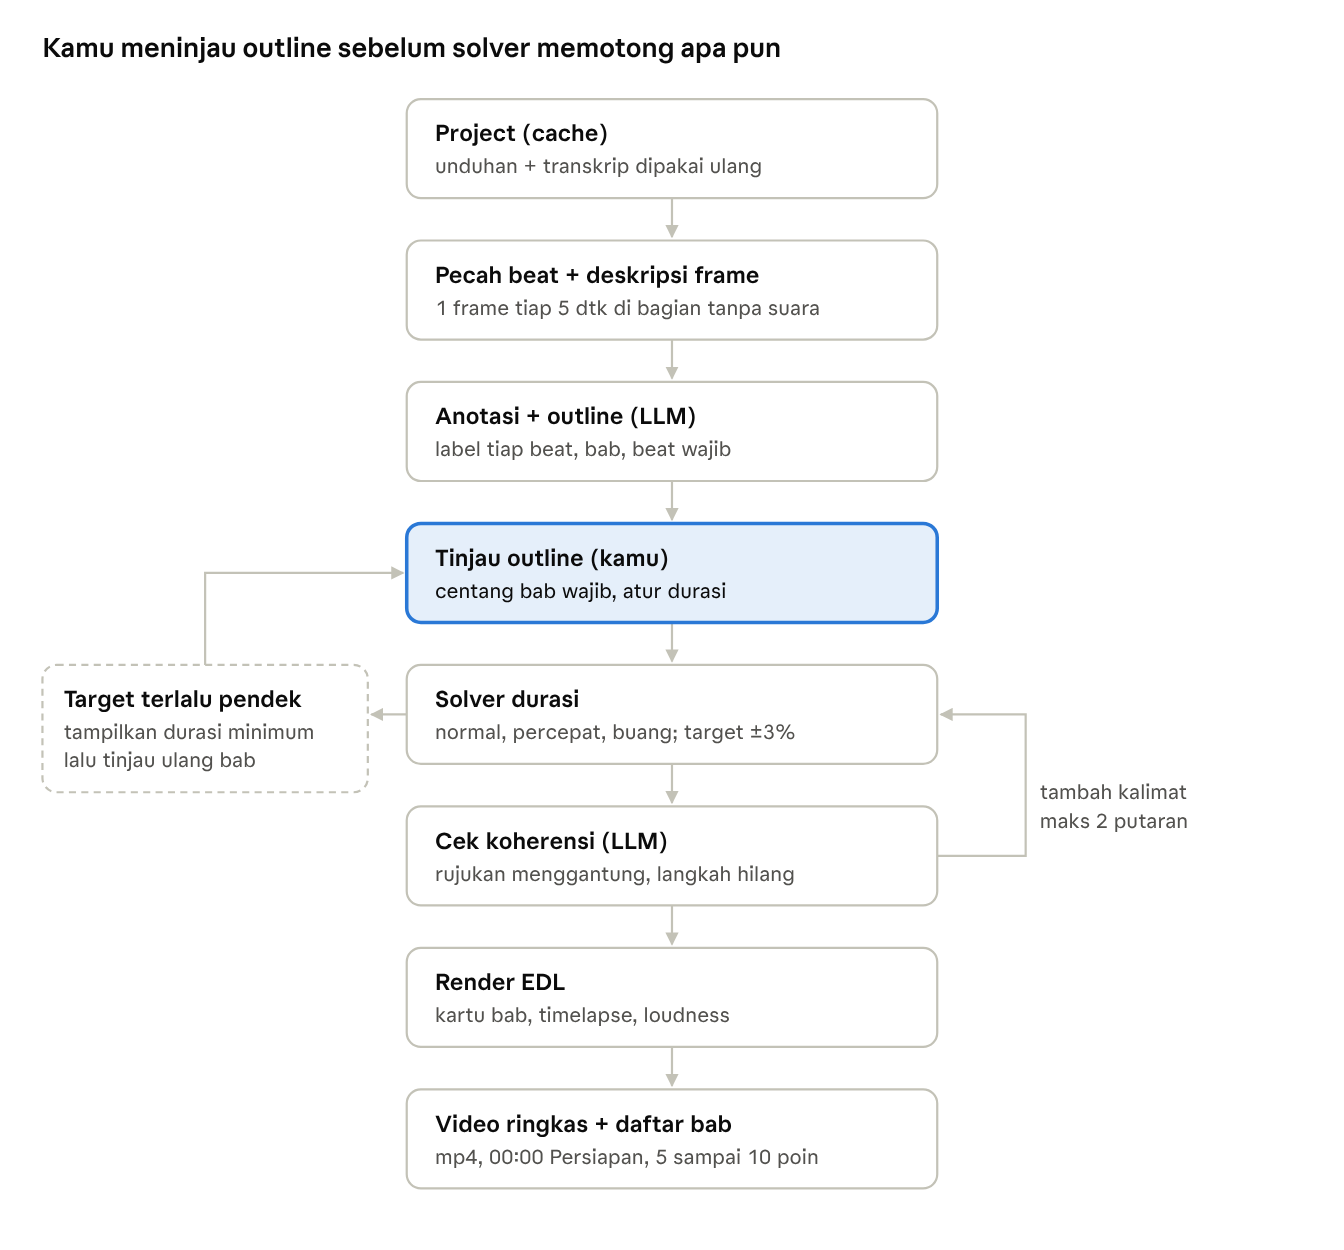 Kamu meninjau outline sebelum solver memotong apa pun
Project (cache)
unduhan + transkrip dipakai ulang
Pecah beat + deskripsi frame
1 frame tiap 5 dtk di bagian tanpa suara
Anotasi + outline (LLM)
label tiap beat, bab, beat wajib
Tinjau outline (kamu)
centang bab wajib, atur durasi
Target terlalu pendek
tampilkan durasi minimum
lalu tinjau ulang bab
Solver durasi
normal, percepat, buang; target ±3%
tambah kalimat
maks 2 putaran
Cek koherensi (LLM)
rujukan menggantung, langkah hilang
Render EDL
kartu bab, timelapse, loudness
Video ringkas + daftar bab
mp4, 00:00 Persiapan, 5 sampai 10 poin